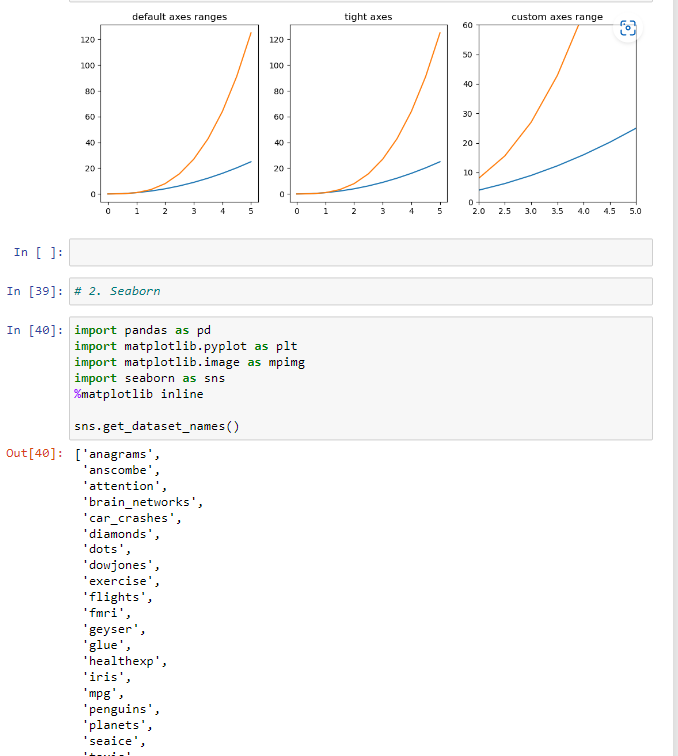 default axes ranges
tight axes
custom axes range
120
100
80
60
40
20
0
0 1 2 3 4 5
120
100
80
60
40
20
0
0 1 2 3 4 5
60
50
40
30
20
10
0
2.0 2.5 3.0 3.5 4.0 4.5 5.0
In [ ]:
In [39]: # 2. Seaborn
In [40]: import pandas as pd
import matplotlib.pyplot as plt
import matplotlib.image as mpimg
import seaborn as sns
%matplotlib inline
sns.get_dataset_names()
Out[40]: ['anagrams',
'anscombe',
'attention',
'brain_networks',
'car_crashes',
'diamonds',
'dots',
'dowjones',
'exercise',
'flights',
'fmri',
'geyser',
'glue',
'healthexp',
'iris',
'mpg',
'penguins',
'planets',
'seaice',